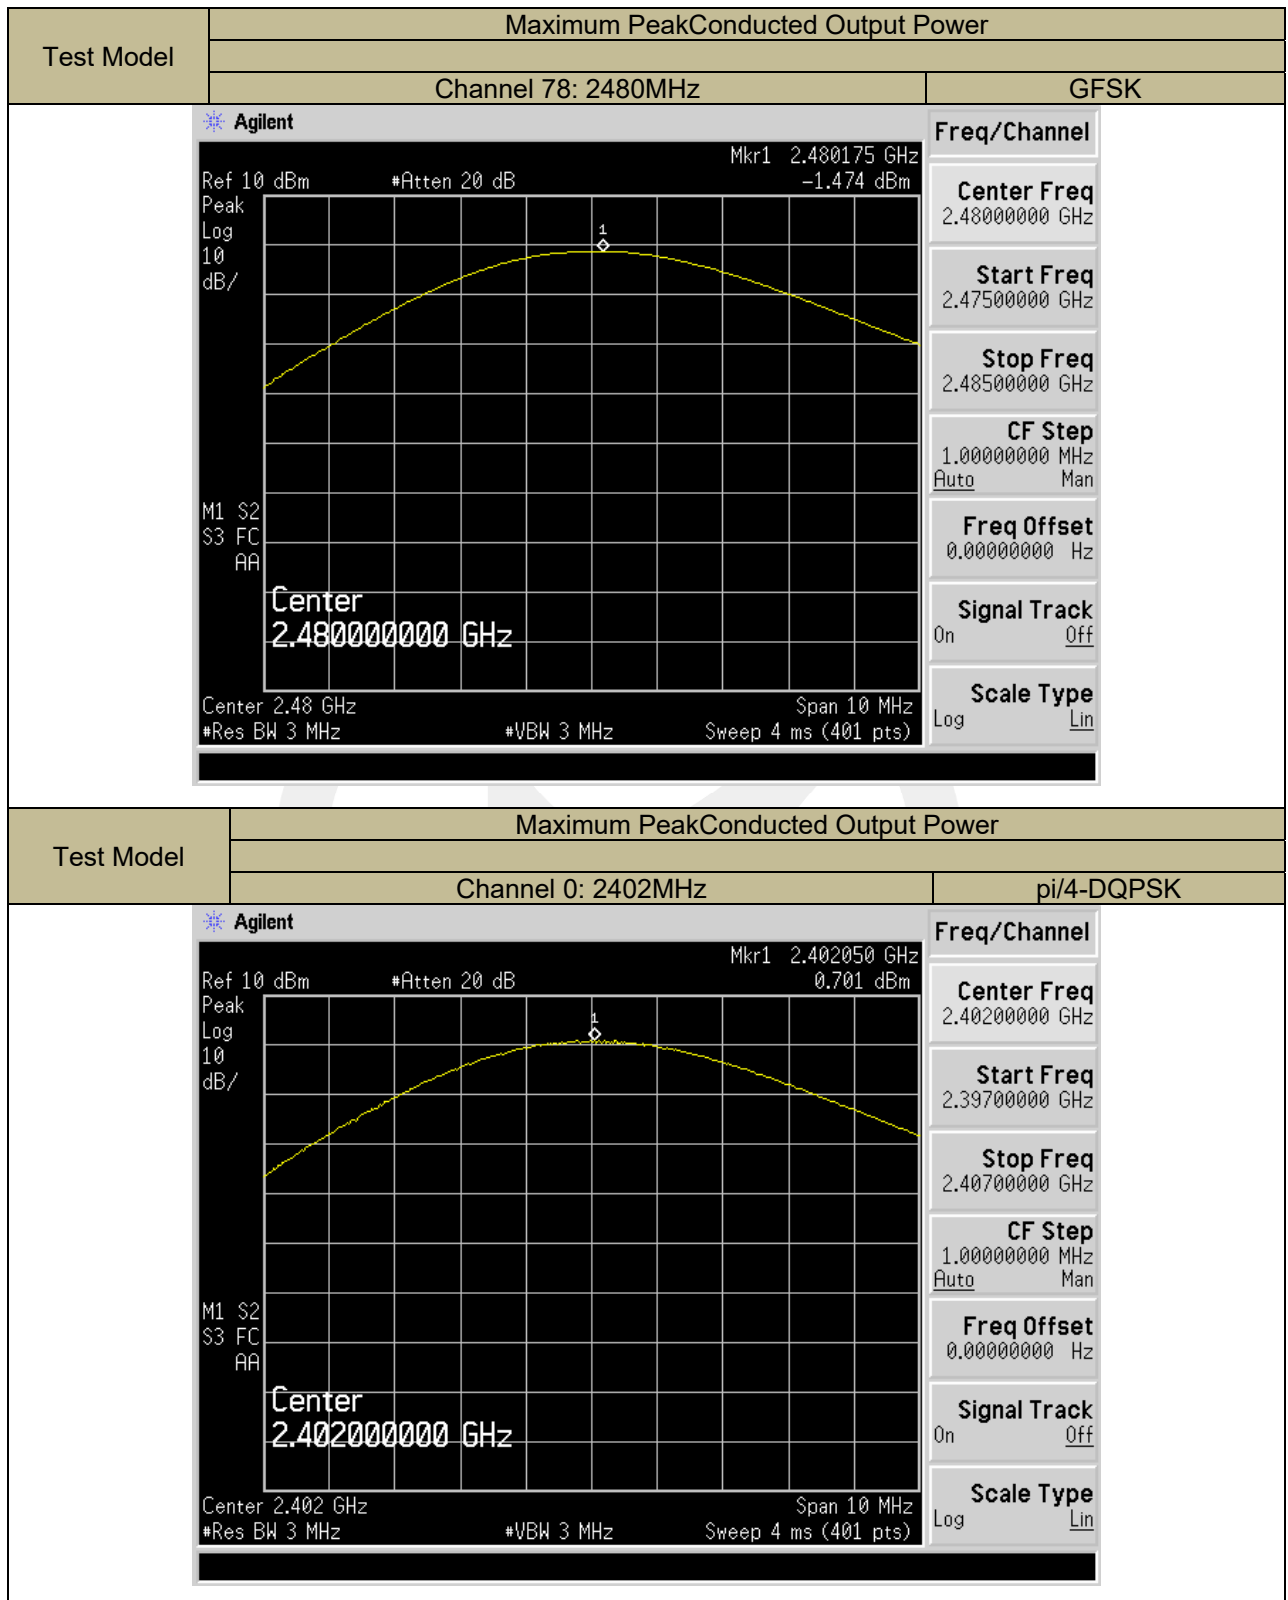 Test Model
Maximum PeakConducted Output Power
Channel 78: 2480MHz
GFSK
Agilent
Mkr1 2.480175 GHz
Ref 10 dBm #Atten 20 dB -1.474 dBm
Peak
Log
10
dB/
1
M1 S2
S3 FC
AA
Center
2.480000000 GHz
Center 2.48 GHz Span 10 MHz
#Res BW 3 MHz #VBW 3 MHz Sweep 4 ms (401 pts)
Freq/Channel
Center Freq
2.48000000 GHz
Start Freq
2.47500000 GHz
Stop Freq
2.48500000 GHz
CF Step
1.00000000 MHz
Auto Man
Freq Offset
0.00000000 Hz
Signal Track
On Off
Scale Type
Log Lin
Test Model
Maximum PeakConducted Output Power
Channel 0: 2402MHz
pi/4-DQPSK
Agilent
Mkr1 2.402050 GHz
Ref 10 dBm #Atten 20 dB 0.701 dBm
Peak
Log
10
dB/
1
M1 S2
S3 FC
AA
Center
2.402000000 GHz
Center 2.402 GHz Span 10 MHz
#Res BW 3 MHz #VBW 3 MHz Sweep 4 ms (401 pts)
Freq/Channel
Center Freq
2.40200000 GHz
Start Freq
2.39700000 GHz
Stop Freq
2.40700000 GHz
CF Step
1.00000000 MHz
Auto Man
Freq Offset
0.00000000 Hz
Signal Track
On Off
Scale Type
Log Lin